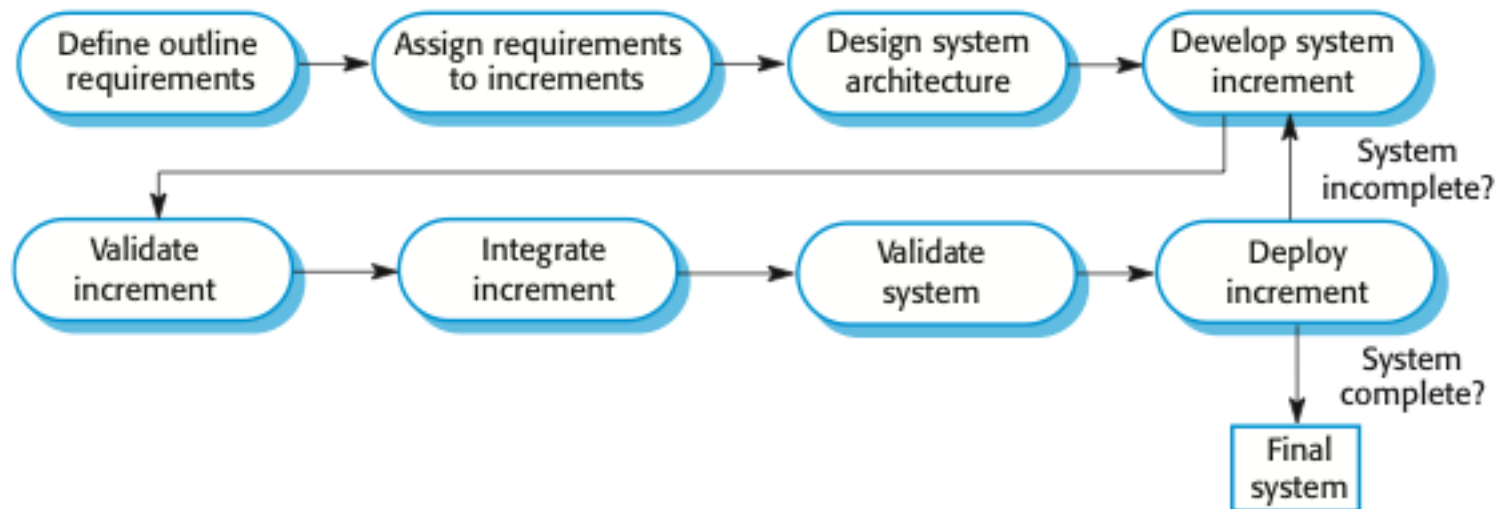 Define outline
requirements
Assign requirements
to increments
Design system
architecture
Develop system
increment
System
incomplete?
Validate
increment
Integrate
increment
Validate
system
Deploy
increment
System
complete?
Final
system